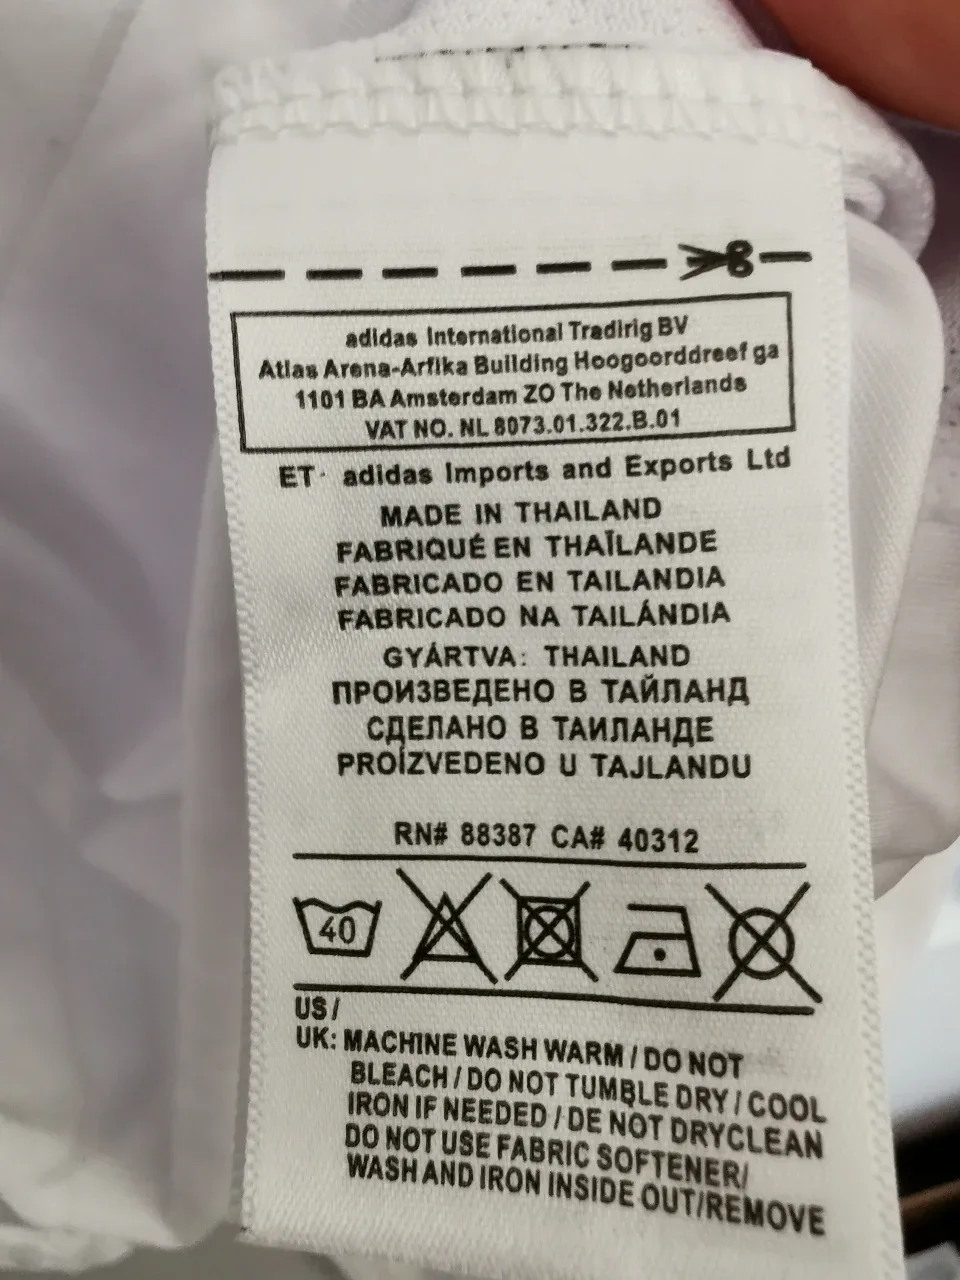 adidas International Tradirig BV
Atlas Arena-Arfika Building Hoogoorddreef ga
1101 BA Amsterdam ZO The Netherlands
VAT NO. NL 8073.01.322.B.01
ET· adidas Imports and Exports Ltd
MADE IN THAILAND
FABRIQUÉ EN THAÏLANDE
FABRICADO EN TAILANDIA
FABRICADO NA TAILÁNDIA
GYÁRTVA: THAILAND
ПРОИЗВЕДЕНО В ТАЙЛАНД
СДЕЛАНО В ТАИЛАНДЕ
PROÍZVEDENO U TAJLANDU
RN# 88387 CA# 40312
40
US /
UK: MACHINE WASH WARM / DO NOT
BLEACH / DO NOT TUMBLE DRY / COOL
IRON IF NEEDED / DE NOT DRYCLEAN
DO NOT USE FABRIC SOFTENER/
WASH AND IRON INSIDE OUT/REMOVE